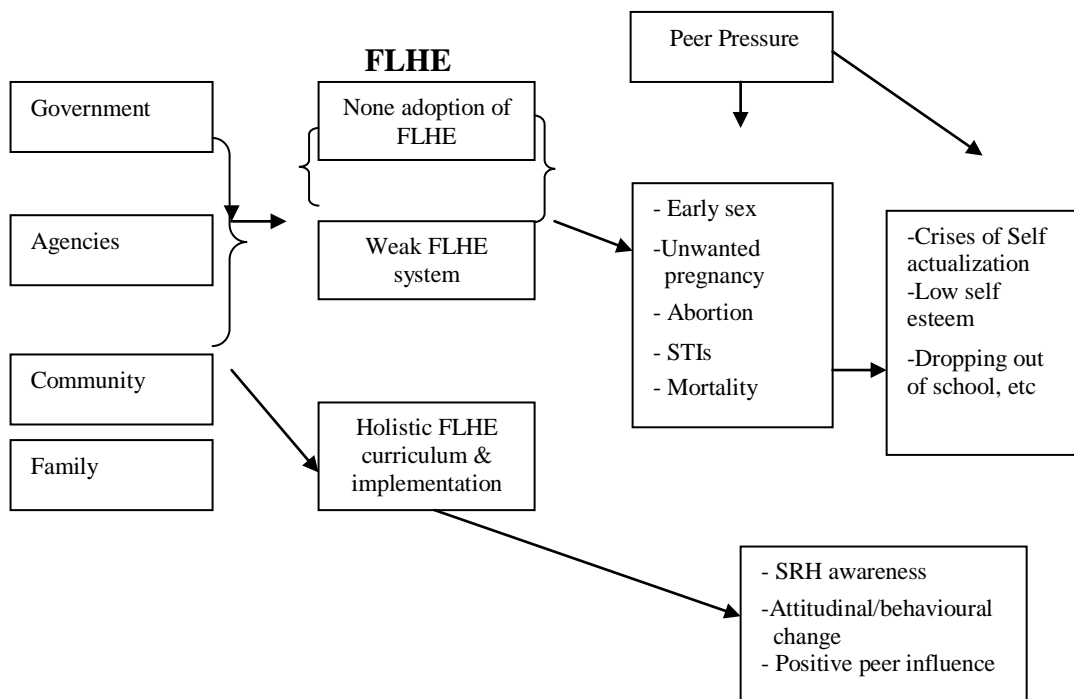 Peer Pressure
FLHE
Government
None adoption of
FLHE
Agencies
Weak FLHE
system
- Early sex
-Unwanted
pregnancy
- Abortion
- STIs
- Mortality
-Crises of Self
actualization
-Low self
esteem
-Dropping out
of school, etc
Community
Family
Holistic FLHE
curriculum &
implementation
- SRH awareness
-Attitudinal/behavioural
change
- Positive peer influence